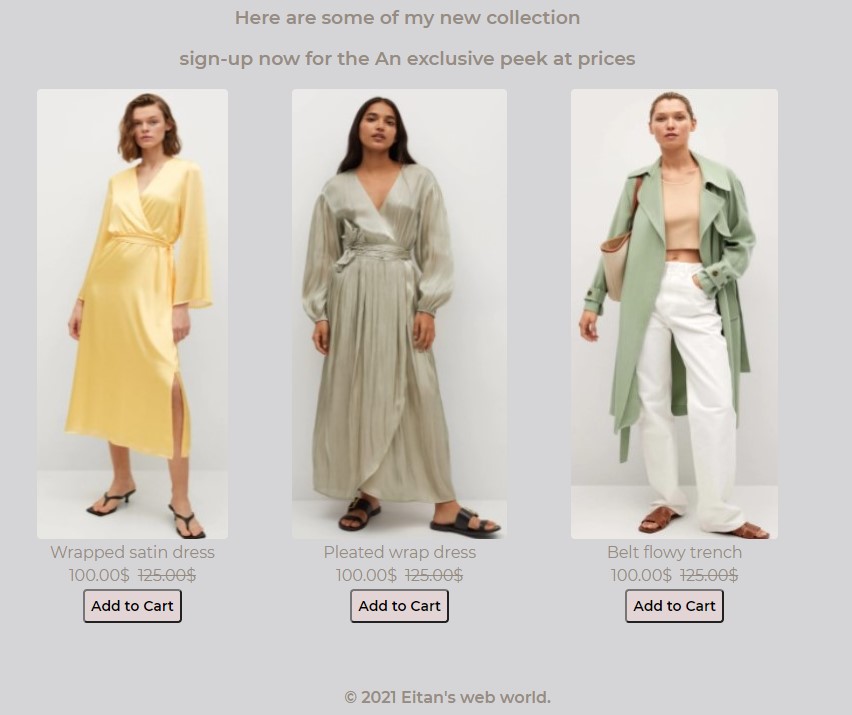 Here are some of my new collection
sign-up now for the An exclusive peek at prices
Wrapped satin dress
100.00$ 125.00$
Add to Cart
Pleated wrap dress
100.00$ 125.00$
Add to Cart
Belt flowy trench
100.00$ 125.00$
Add to Cart
© 2021 Eitan's web world.